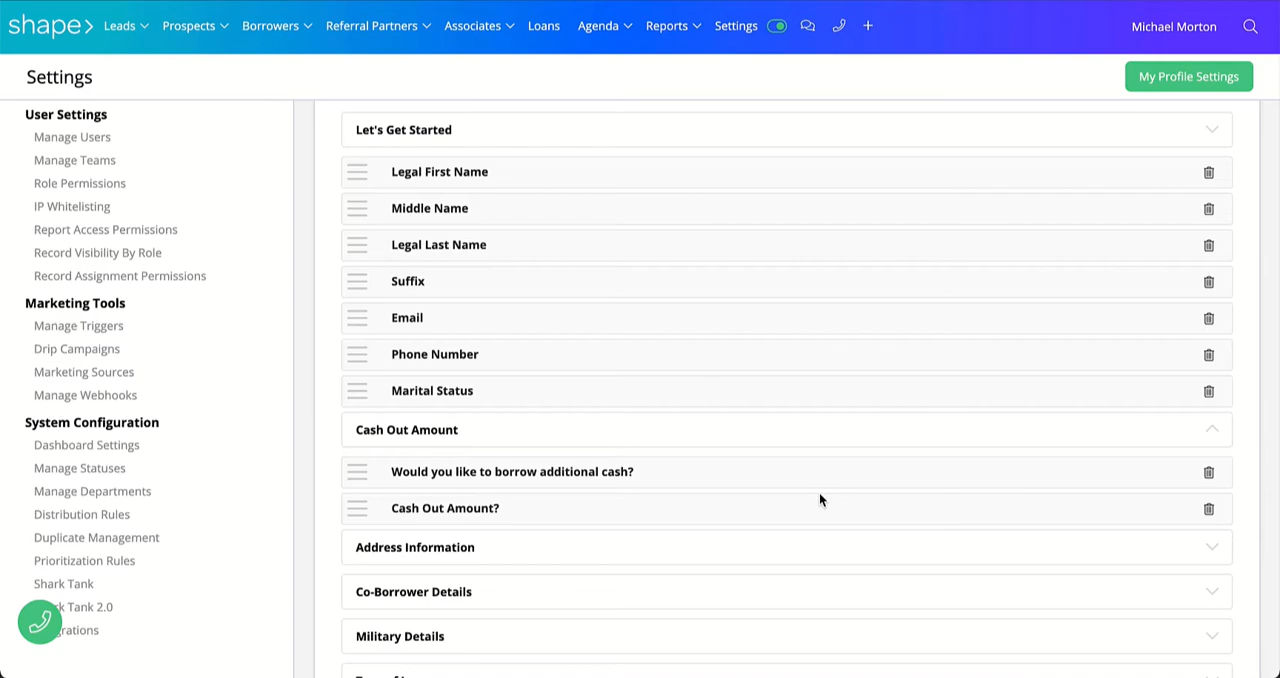 shape> Leads Prospects Borrowers Referral Partners Associates Loans Agenda Reports Settings Michael Morton
Settings
My Profile Settings
User Settings
Manage Users
Manage Teams
Role Permissions
IP Whitelisting
Report Access Permissions
Record Visibility By Role
Record Assignment Permissions
Marketing Tools
Manage Triggers
Drip Campaigns
Marketing Sources
Manage Webhooks
System Configuration
Dashboard Settings
Manage Statuses
Manage Departments
Distribution Rules
Duplicate Management
Prioritization Rules
Shark Tank
Tank 2.0
Let's Get Started
Legal First Name
Middle Name
Legal Last Name
Suffix
Email
Phone Number
Marital Status
Cash Out Amount
Would you like to borrow additional cash?
Cash Out Amount?
Address Information
Co-Borrower Details
Military Details